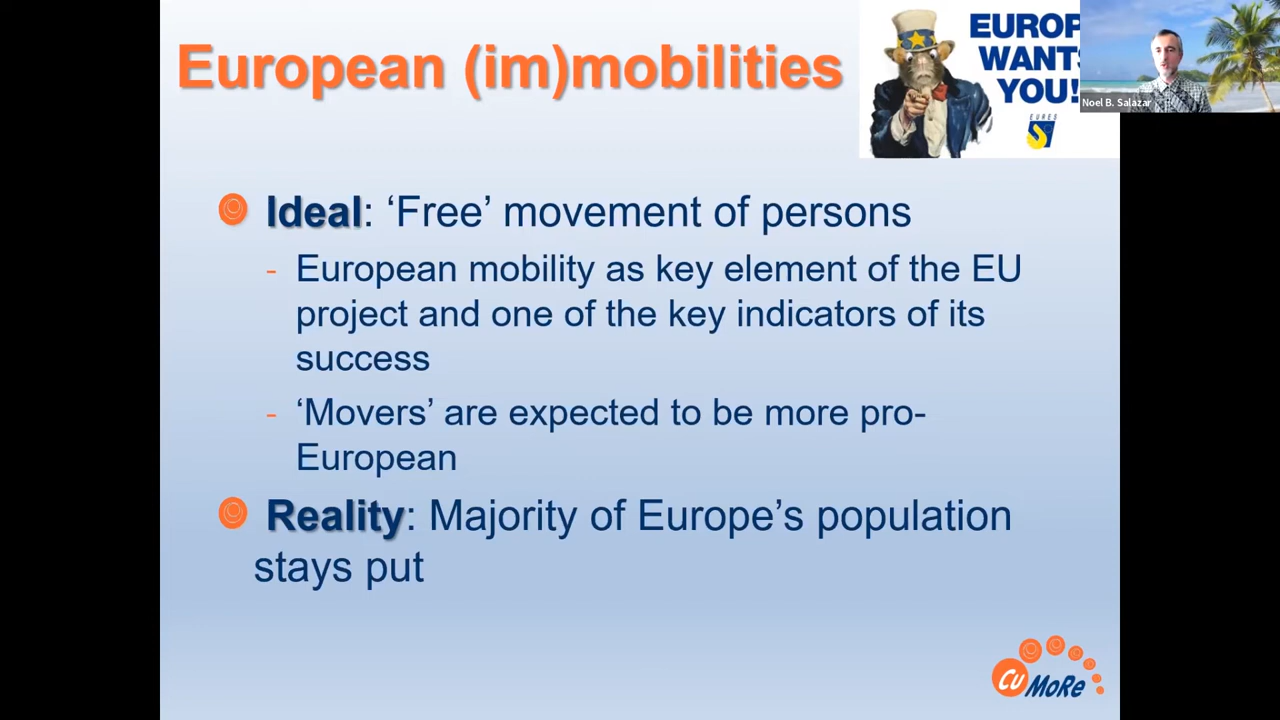 European (im)mobilities
EUROP
WANTS
YOU!
EURES
Noel B. Salazar
Ideal: ‘Free’ movement of persons
- European mobility as key element of the EU
project and one of the key indicators of its
success
- ‘Movers’ are expected to be more pro-
European
Reality: Majority of Europe’s population
stays put
CuMoRe